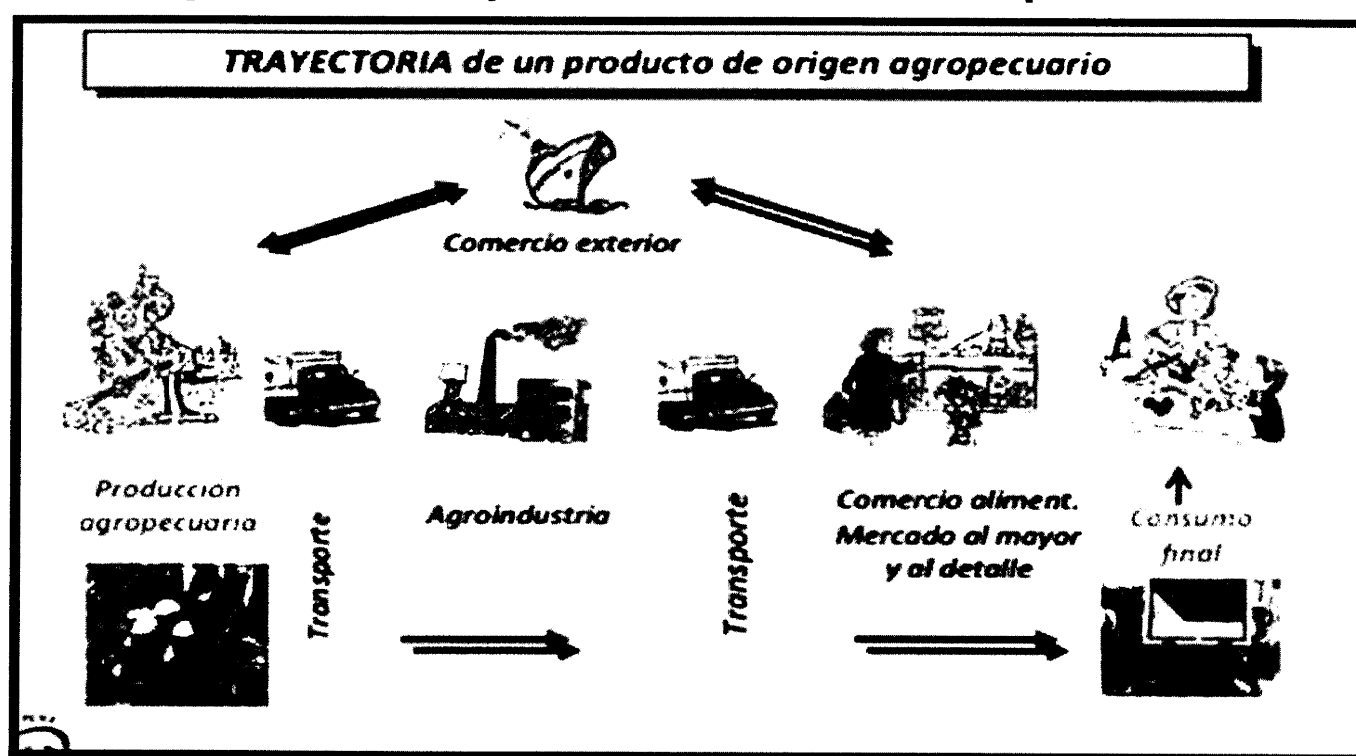 TRAYECTORIA de un producto de origen agropecuario
Comercio exterior
Producción
agropecuaria
Transporte
Agroindustria
Transporte
Comercio aliment.
Mercado al mayor
y al detalle
Consumo
final